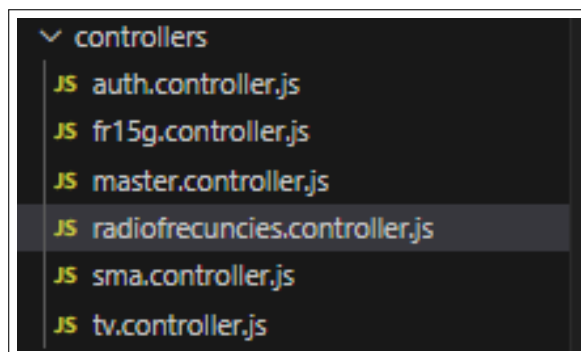 controllers
JS auth.controller.js
JS fr15g.controller.js
JS master.controller.js
JS radiofrecuncies.controller.js
JS sma.controller.js
JS tv.controller.js